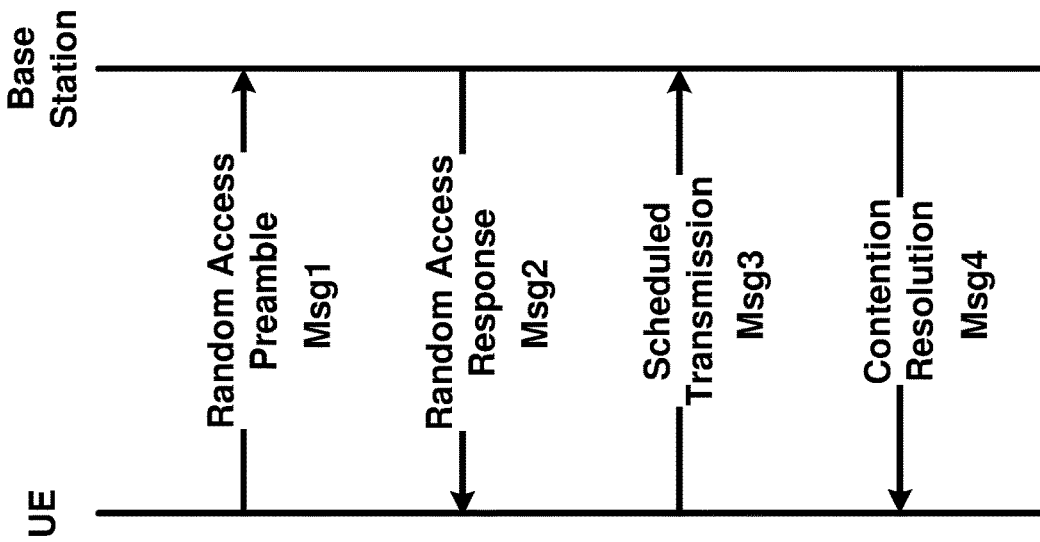 UE
Base
Station
Random Access
Preamble
Msg1
Random Access
Response
Msg2
Scheduled
Transmission
Msg3
Contention
Resolution
Msg4